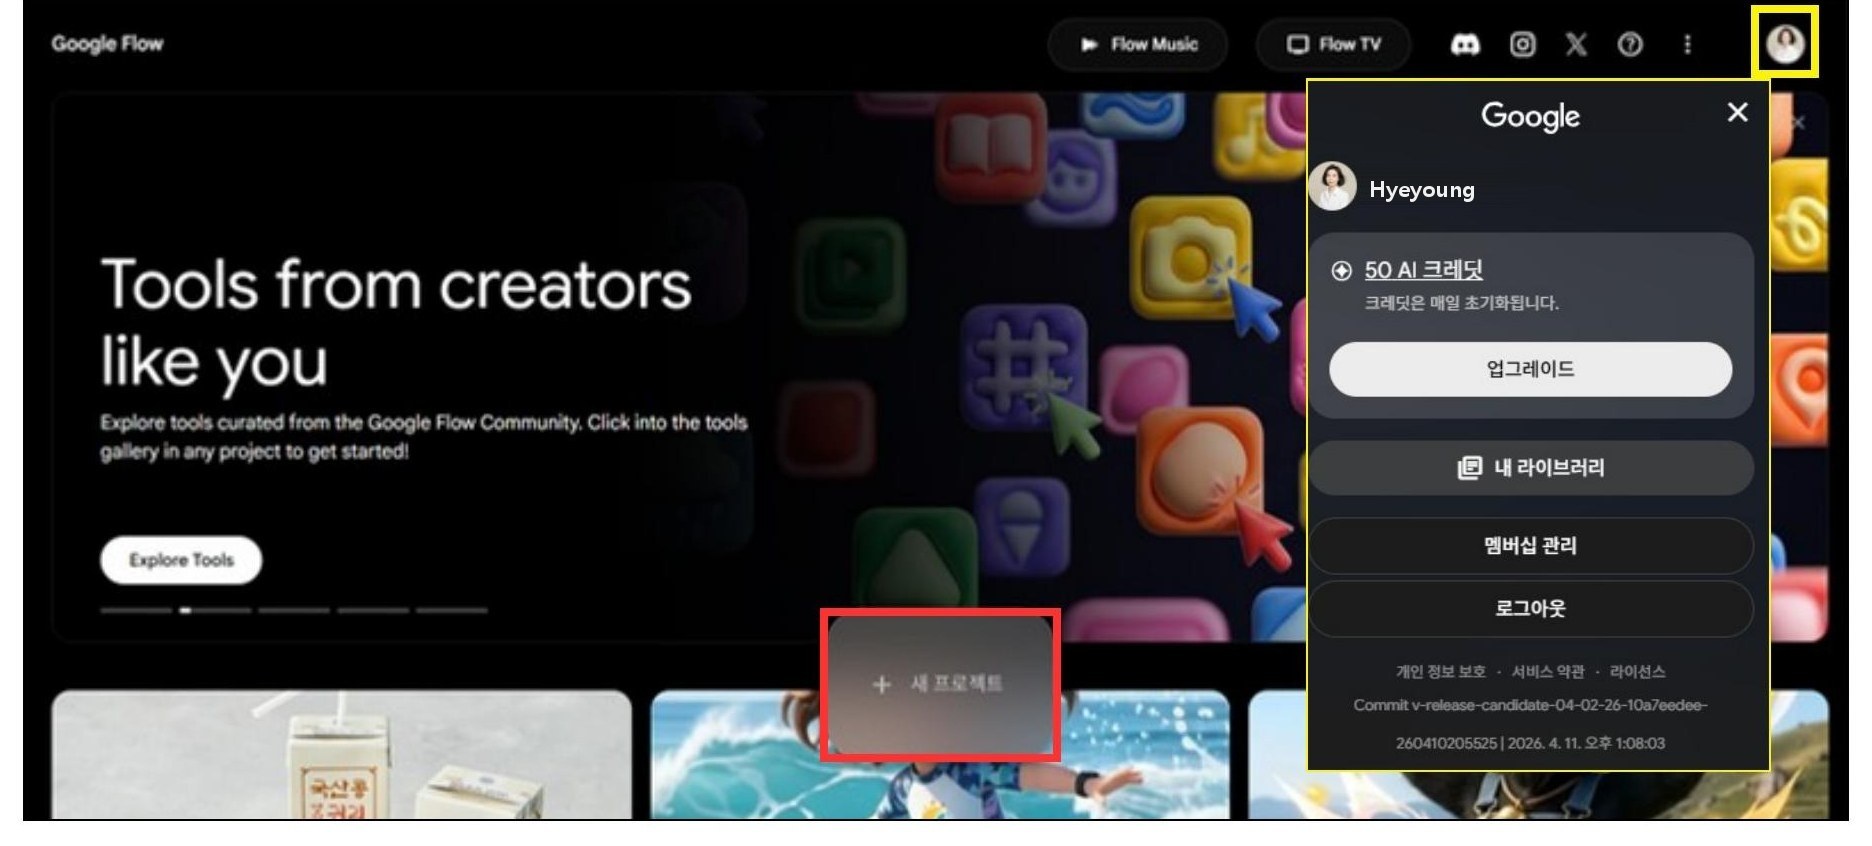 Google Flow
Flow Music
Flow TV
Google
Hyeyoung
50 AI 크레딧
크레딧은 매일 초기화됩니다.
업그레이드
내 라이브러리
멤버십 관리
로그아웃
개인 정보 보호 · 서비스 약관 · 라이선스
Commit v-release-candidate-04-02-26-10a7eedee-
260410205525 | 2026. 4. 11. 오후 1:08:03
Tools from creators
like you
Explore tools curated from the Google Flow Community. Click into the tools
gallery in any project to get started!
Explore Tools
+ 새 프로젝트
국산콩